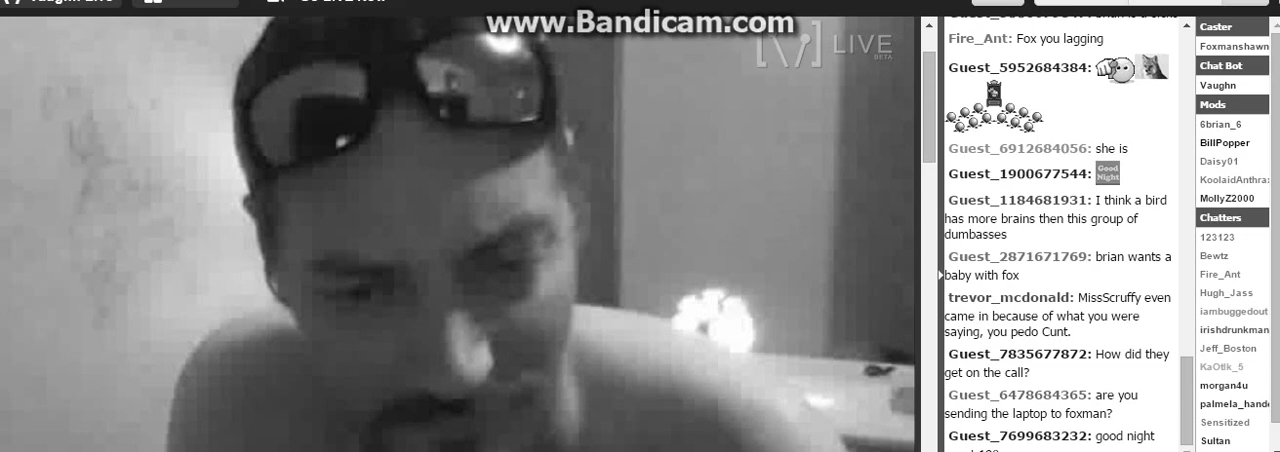 www.Bandicam.com
LIVE
BETA
Fire_Ant: Fox you lagging
Guest_5952684384:
Guest_6912684056: she is
Guest_1900677544: Good
Night
Guest_1184681931: I think a bird
has more brains then this group of
dumbasses
Guest_2871671769: brian wants a
baby with fox
trevor_mcdonald: MissScruffy even
came in because of what you were
saying, you pedo Cunt.
Guest_7835677872: How did they
get on the call?
Guest_6478684365: are you
sending the laptop to foxman?
Guest_7699683232: good night
Caster
Foxmanshawn
Chat Bot
Vaughn
Mods
6brian_6
BillPopper
Daisy01
KoolaidAnthra
MollyZ2000
Chatters
123123
Bewtz
Fire_Ant
Hugh_Jass
iambuggedout
irishdrunkman
Jeff_Boston
KaOtIk_5
morgan4u
palmela_hande
Sensitized
Sultan